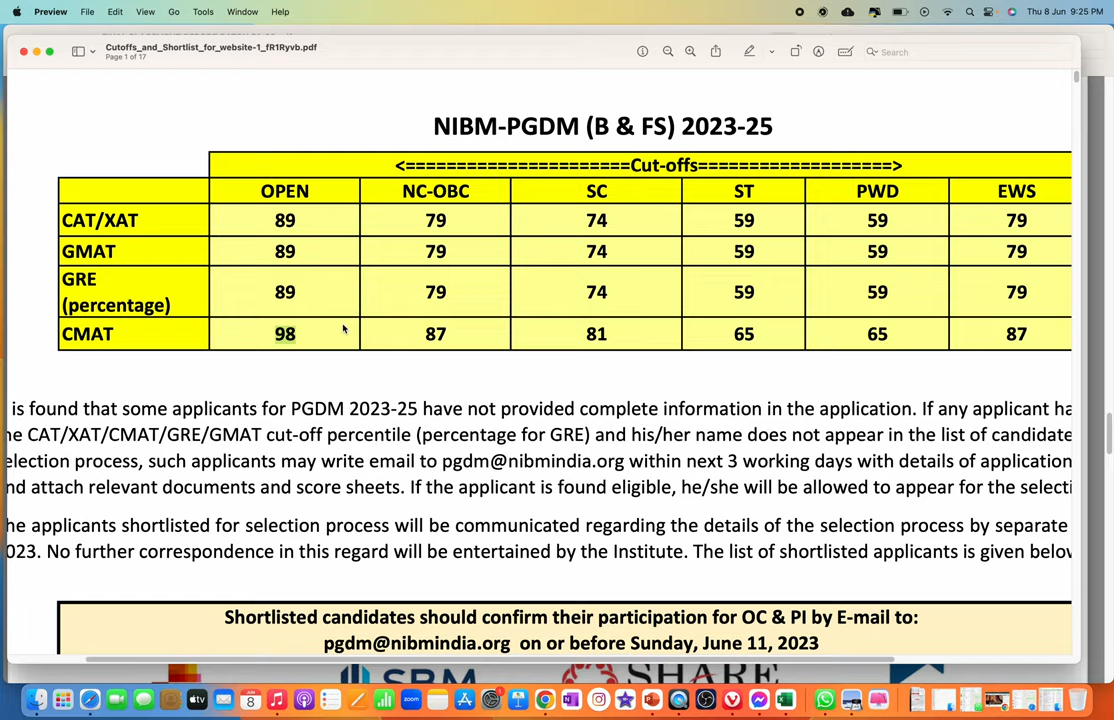 Preview File Edit View Go Tools Window Help Thu 8 Jun 9:25 PM
Cutoffs_and_Shortlist_for_website-1_fR1Ryvb.pdf
Page 1 of 17
Search
NIBM-PGDM (B & FS) 2023-25
<=====================Cut-offs===================>
OPEN NC-OBC SC ST PWD EWS
CAT/XAT 89 79 74 59 59 79
GMAT 89 79 74 59 59 79
GRE
(percentage) 89 79 74 59 59 79
CMAT 98 87 81 65 65 87
is found that some applicants for PGDM 2023-25 have not provided complete information in the application. If any applicant ha
he CAT/XAT/CMAT/GRE/GMAT cut-off percentile (percentage for GRE) and his/her name does not appear in the list of candidate
election process, such applicants may write email to pgdm@nibmindia.org within next 3 working days with details of application
nd attach relevant documents and score sheets. If the applicant is found eligible, he/she will be allowed to appear for the selecti
he applicants shortlisted for selection process will be communicated regarding the details of the selection process by separate
023. No further correspondence in this regard will be entertained by the Institute. The list of shortlisted applicants is given below
Shortlisted candidates should confirm their participation for OC & PI by E-mail to:
pgdm@nibmindia.org on or before Sunday, June 11, 2023
SBM SHARE